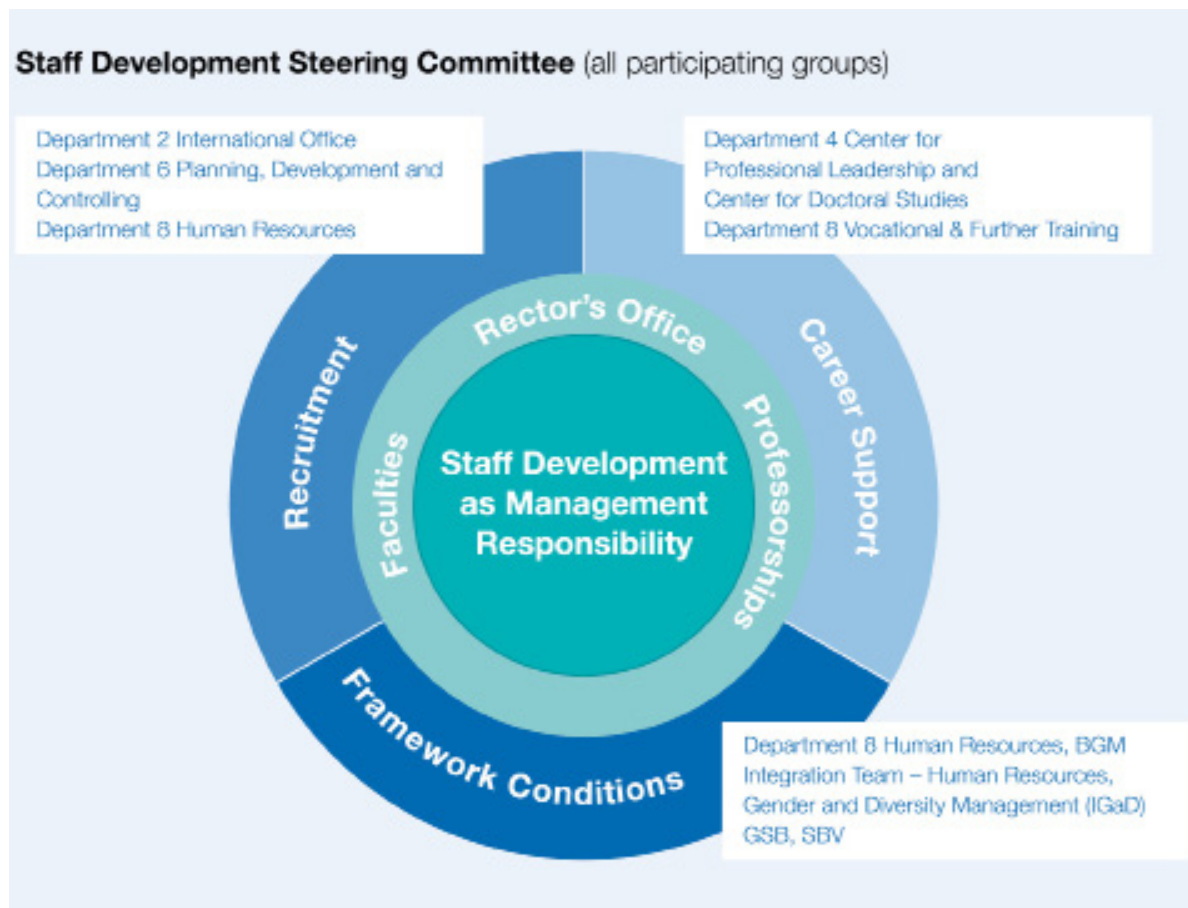 Staff Development Steering Committee (all participating groups)
Department 2 International Office
Department 6 Planning, Development and
Controlling
Department 8 Human Resources
Department 4 Center for
Professional Leadership and
Center for Doctoral Studies
Department 8 Vocational & Further Training
Rector's Office
Recruitment
Faculties
Staff Development
as Management
Responsibility
Professorships
Career Support
Framework Conditions
Department 8 Human Resources, BGM
Integration Team – Human Resources,
Gender and Diversity Management (IGaD)
GSB, SBV